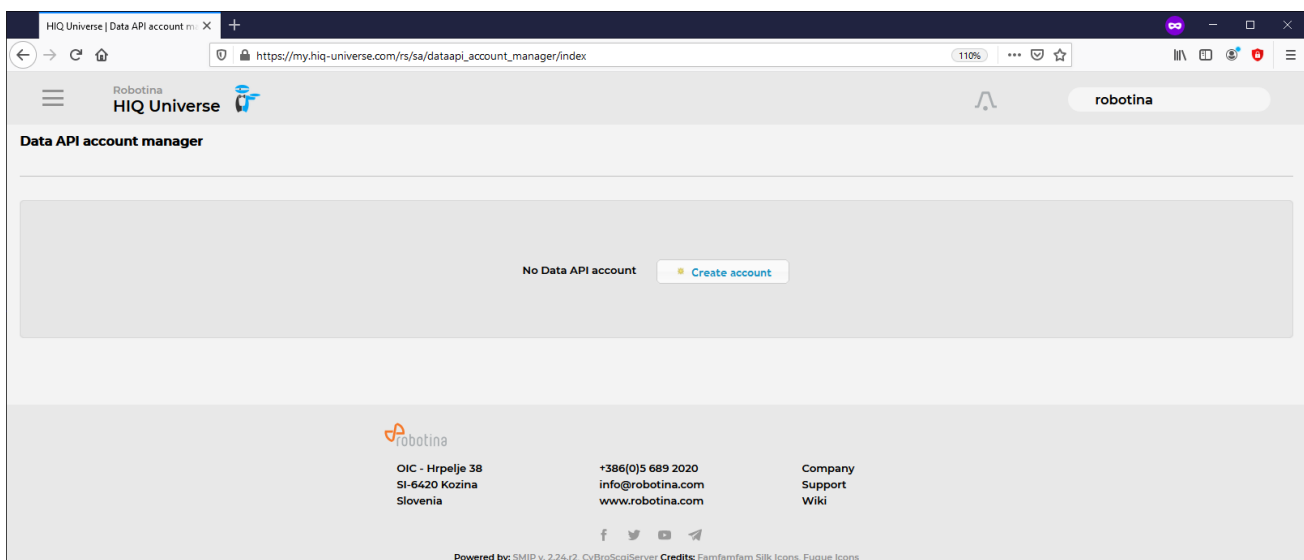 HIQ Universe | Data API account ma
https://my.hiq-universe.com/rs/sa/dataapi_account_manager/index
110%
Robotina
HIQ Universe
robotina
Data API account manager
No Data API account
Create account
robotina
OIC - Hrpelje 38
SI-6420 Kozina
Slovenia
+386(0)5 689 2020
info@robotina.com
www.robotina.com
Company
Support
Wiki
Powered by: SMIP v. 2.24.r2, CyBroScgiServer Credits: Famfamfam Silk Icons, Fugue Icons